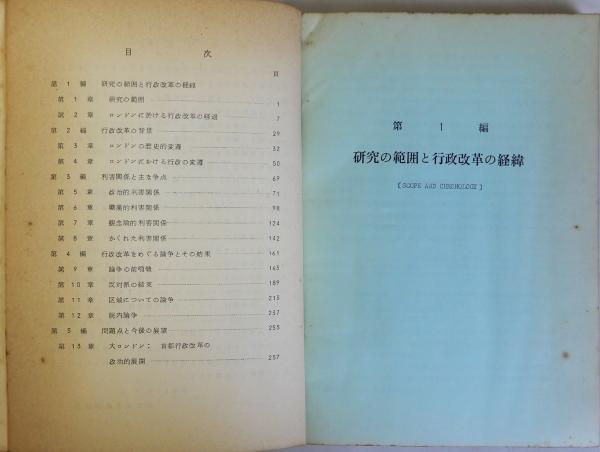 目 次
頁
第 1 編 研究の範囲と行政改革の経緯
第 1 章 研究の範囲 1
第 2 章 ロンドンに於ける行政改革の経過 7
第 2 編 行政改革の背景 29
第 3 章 ロンドンの歴史的変遷 32
第 4 章 ロンドンにおける行政の変遷 50
第 3 編 利害関係と主な争点 69
第 5 章 政治的利害関係 71
第 6 章 職業的利害関係 98
第 7 章 観念論的利害関係 124
第 8 章 かくれた利害関係 142
第 4 編 行政改革をめぐる論争とその結果 161
第 9 章 論争の前哨戦 163
第 10 章 反対派の結束 189
第 11 章 区域についての論争 213
第 12 章 院内論争 237
第 5 編 問題点と今後の展望 255
第 13 章 大ロンドン: 首都行政改革の
政治的展開 257
第 1 編
研究の範囲と行政改革の経緯
〔SCOPE AND CHRONOLOGY〕